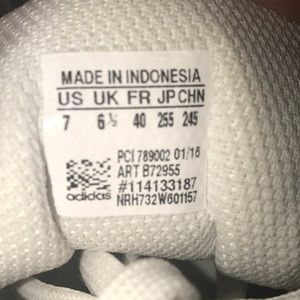 MADE IN INDONESIA
US UK FR JP CHN
7 6½ 40 255 245
PCI 789002 01/16
ART B72955
#114133187
adidas NRH732W601157